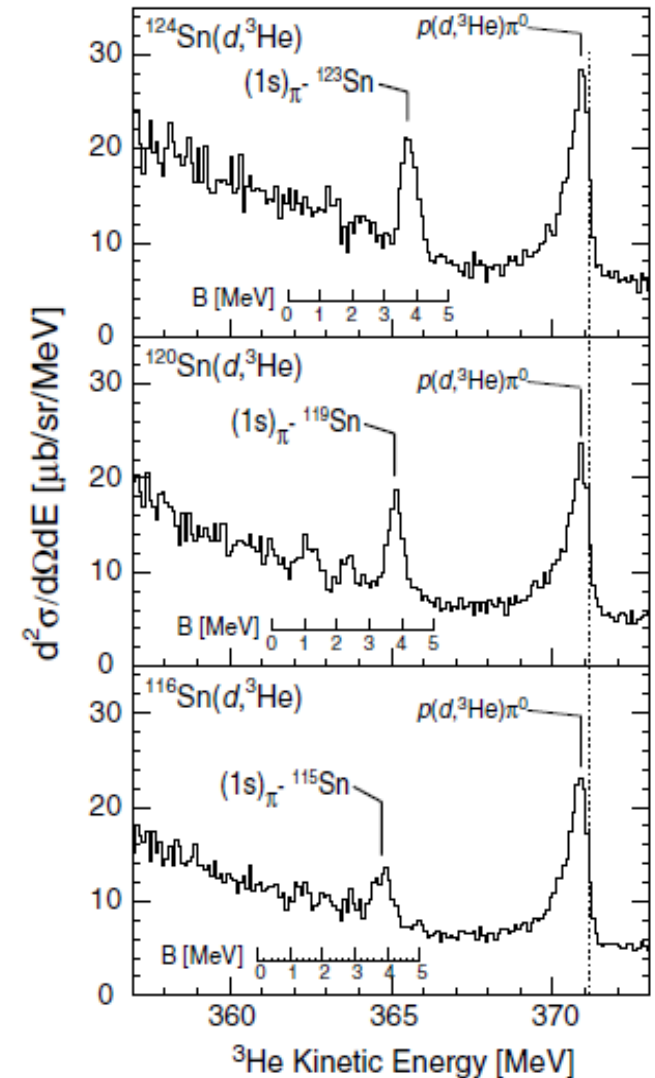 ¹²⁴Sn(d,³He)
p(d,³He)π⁰
(1s)π- ¹²³Sn
30
20
10
0
B [MeV]
0 1 2 3 4 5
¹²⁰Sn(d,³He)
p(d,³He)π⁰
(1s)π- ¹¹⁹Sn
30
20
10
0
B [MeV]
0 1 2 3 4 5
¹¹⁶Sn(d,³He)
p(d,³He)π⁰
(1s)π- ¹¹⁵Sn
30
20
10
0
B [MeV]
0 1 2 3 4 5
d²σ/dΩdE [μb/sr/MeV]
360 365 370
³He Kinetic Energy [MeV]